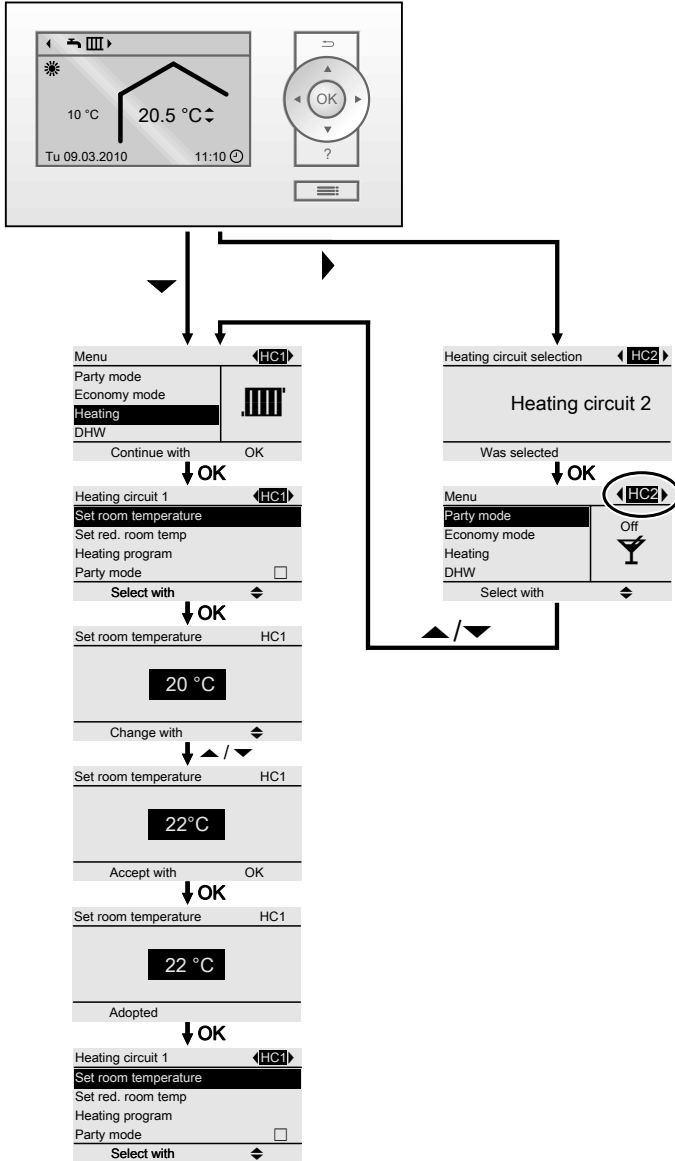 10 °C
20.5 °C
Tu 09.03.2010 11:10
OK
?
Menu HC1
Party mode
Economy mode
Heating
DHW
Continue with OK
OK
Heating circuit 1 HC1
Set room temperature
Set red. room temp
Heating program
Party mode
Select with
OK
Set room temperature HC1
20 °C
Change with
/
Set room temperature HC1
22°C
Accept with OK
OK
Set room temperature HC1
22 °C
Adopted
OK
Heating circuit 1 HC1
Set room temperature
Set red. room temp
Heating program
Party mode
Select with
Heating circuit selection HC2
Heating circuit 2
Was selected
OK
Menu HC2
Party mode
Off
Economy mode
Heating
DHW
Select with
/